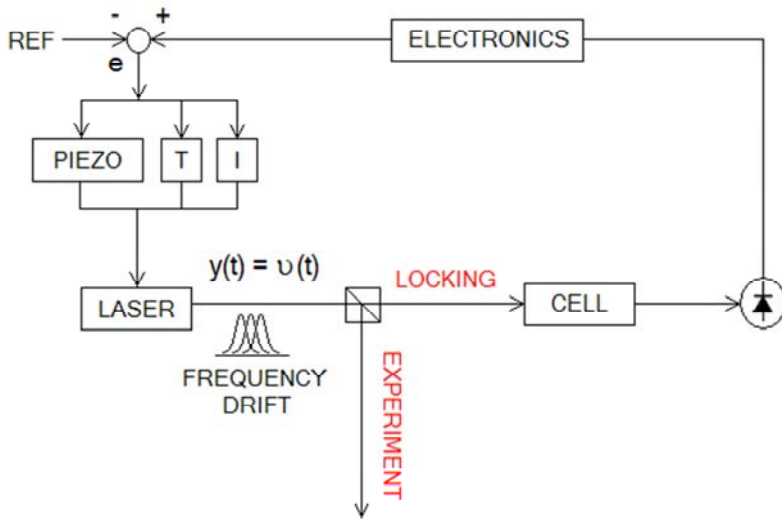 - +
REF
ELECTRONICS
e
PIEZO
T
I
y(t) = υ(t)
LOCKING
LASER
CELL
FREQUENCY
DRIFT
EXPERIMENT